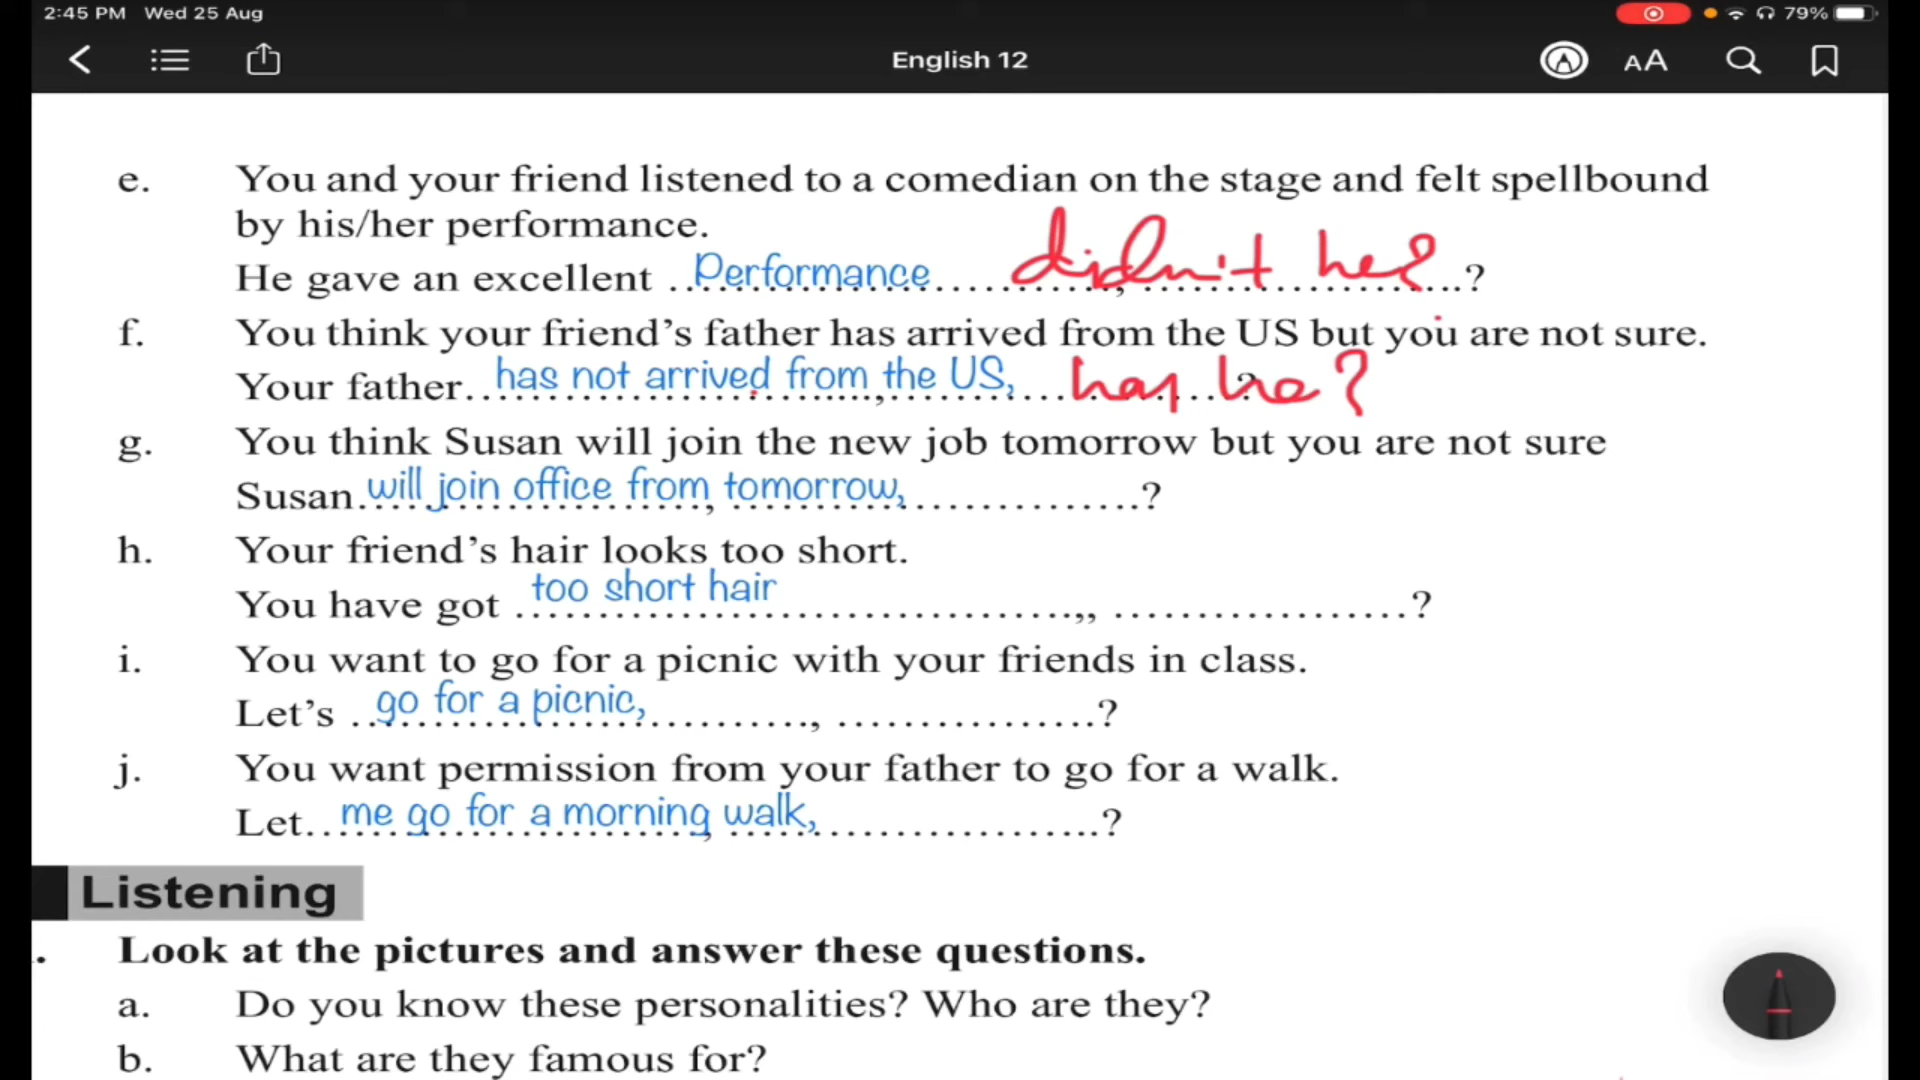 2:45 PM Wed 25 Aug 79%
English 12
AA
e. You and your friend listened to a comedian on the stage and felt spellbound
by his/her performance.
He gave an excellent ..Performance............, didn't he?..?
f. You think your friend's father has arrived from the US but you are not sure.
Your father..has not arrived from the US,.... has he?
g. You think Susan will join the new job tomorrow but you are not sure
Susan.will join office from tomorrow,..................?
h. Your friend's hair looks too short.
You have got ..too short hair....................,, ..................?
i. You want to go for a picnic with your friends in class.
Let's ..go for a picnic,............, ................?
j. You want permission from your father to go for a walk.
Let..me go for a morning walk,..................?
Listening
. Look at the pictures and answer these questions.
a. Do you know these personalities? Who are they?
b. What are they famous for?